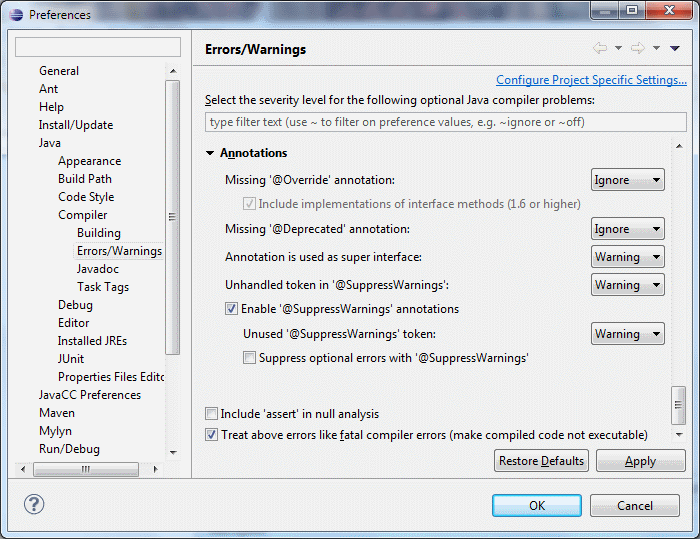 Preferences
General
Ant
Help
Install/Update
Java
Appearance
Build Path
Code Style
Compiler
Building
Errors/Warnings
Javadoc
Task Tags
Debug
Editor
Installed JREs
JUnit
Properties Files Edito
JavaCC Preferences
Maven
Mylyn
Run/Debug
Errors/Warnings
Configure Project Specific Settings...
Select the severity level for the following optional Java compiler problems:
type filter text (use ~ to filter on preference values, e.g. ~ignore or ~off)
Annotations
Missing '@Override' annotation: Ignore
Include implementations of interface methods (1.6 or higher)
Missing '@Deprecated' annotation: Ignore
Annotation is used as super interface: Warning
Unhandled token in '@SuppressWarnings': Warning
Enable '@SuppressWarnings' annotations
Unused '@SuppressWarnings' token: Warning
Suppress optional errors with '@SuppressWarnings'
Include 'assert' in null analysis
Treat above errors like fatal compiler errors (make compiled code not executable)
Restore Defaults Apply
? OK Cancel